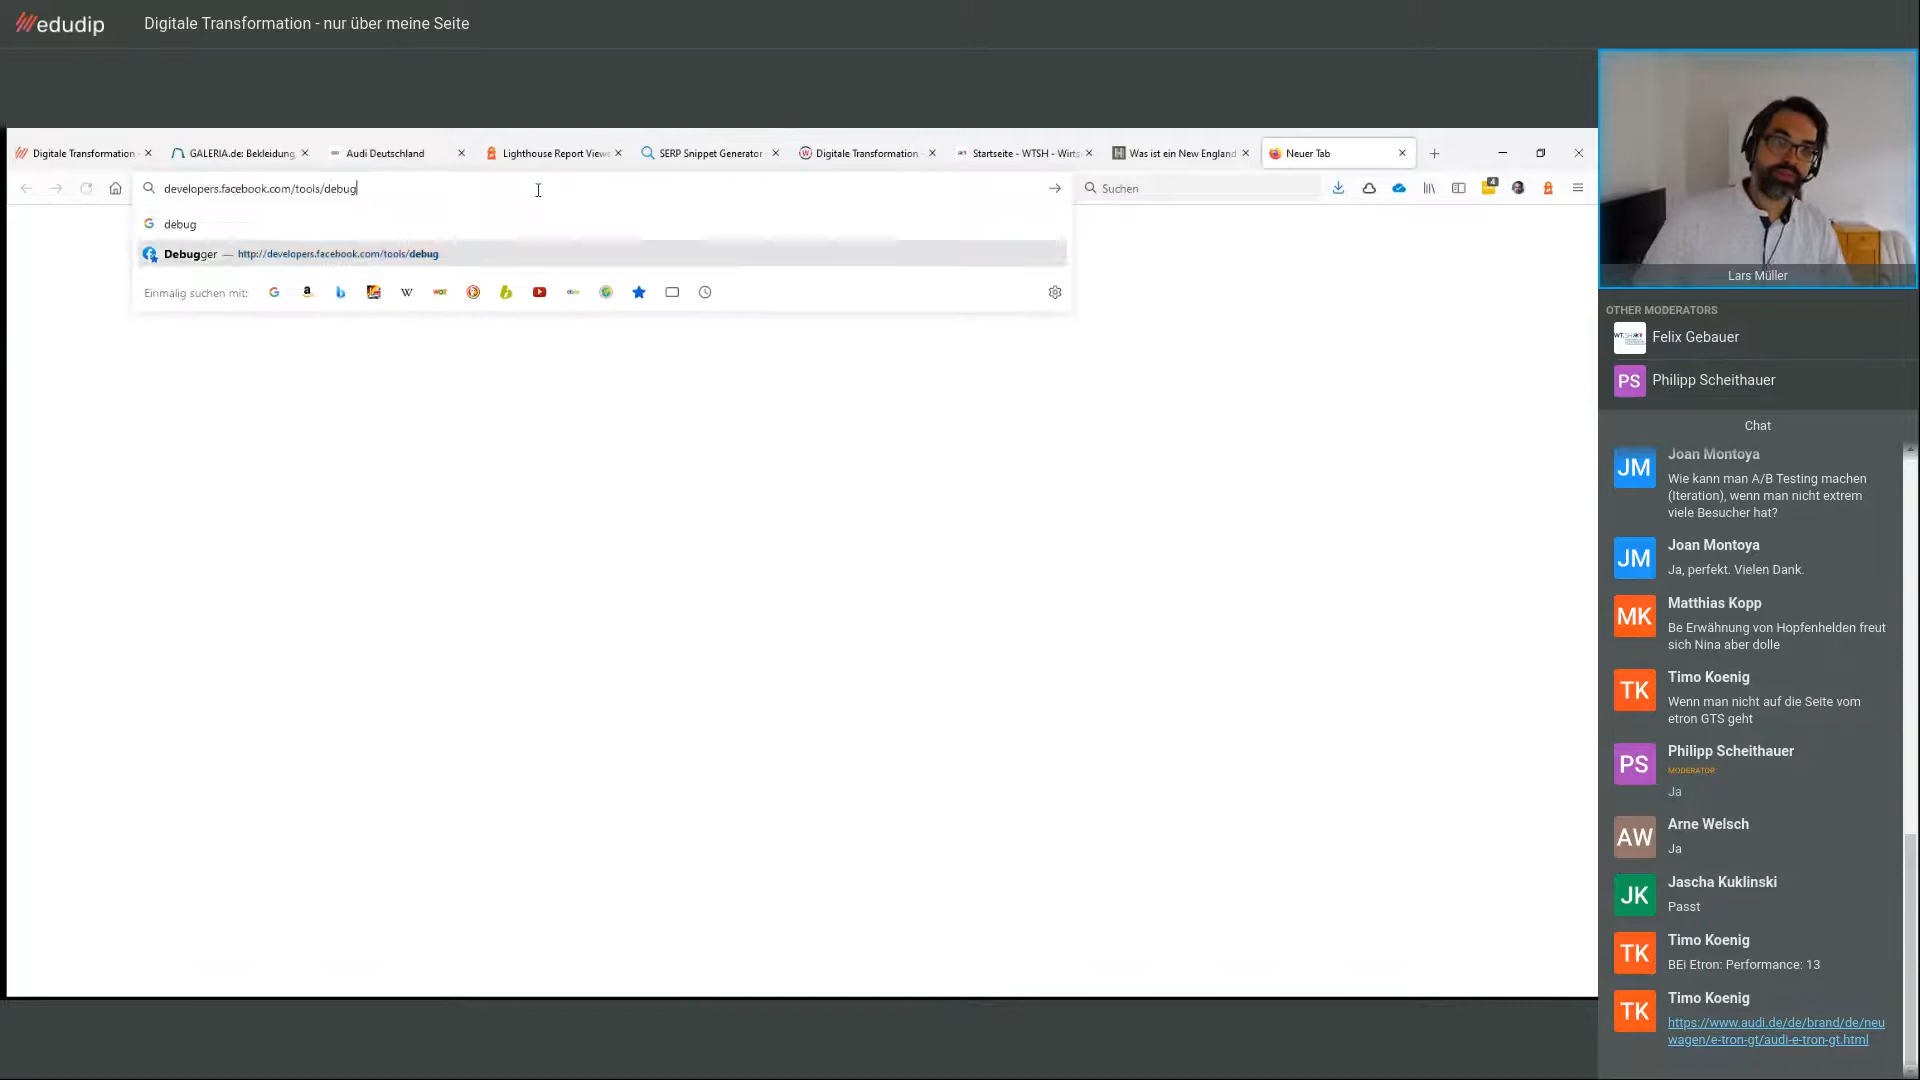 edudip
Digitale Transformation - nur über meine Seite
Digitale Transformation
GALERIA.de: Bekleidung,
Audi Deutschland
Lighthouse Report Viewe
SERP Snippet Generator
Digitale Transformation
Startseite - WTSH - Wirts
Was ist ein New England
Neuer Tab
developers.facebook.com/tools/debug
Suchen
4
debug
Debugger — http://developers.facebook.com/tools/debug
Einmalig suchen mit:
Lars Müller
OTHER MODERATORS
Felix Gebauer
PS
Philipp Scheithauer
Chat
JM
Joan Montoya
Wie kann man A/B Testing machen
(Iteration), wenn man nicht extrem
viele Besucher hat?
JM
Joan Montoya
Ja, perfekt. Vielen Dank.
MK
Matthias Kopp
Be Erwähnung von Hopfenhelden freut
sich Nina aber dolle
TK
Timo Koenig
Wenn man nicht auf die Seite vom
etron GTS geht
PS
Philipp Scheithauer
MODERATOR
Ja
AW
Arne Welsch
Ja
JK
Jascha Kuklinski
Passt
TK
Timo Koenig
BEi Etron: Performance: 13
TK
Timo Koenig
https://www.audi.de/de/brand/de/neu
wagen/e-tron-gt/audi-e-tron-gt.html